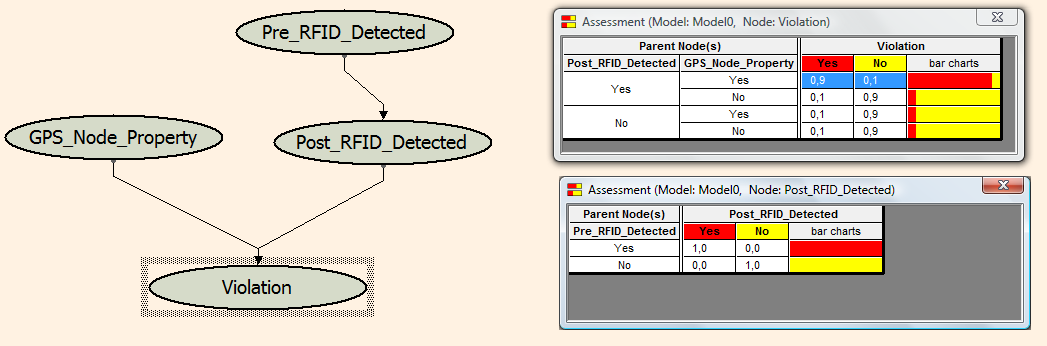 Pre_RFID_Detected
GPS_Node_Property
Post_RFID_Detected
Violation
Assessment (Model: Model0, Node: Violation)
Parent Node(s) Violation
Post_RFID_Detected GPS_Node_Property Yes No bar charts
Yes Yes 0,9 0,1
No 0,1 0,9
No Yes 0,1 0,9
No 0,1 0,9
Assessment (Model: Model0, Node: Post_RFID_Detected)
Parent Node(s) Post_RFID_Detected
Pre_RFID_Detected Yes No bar charts
Yes 1,0 0,0
No 0,0 1,0